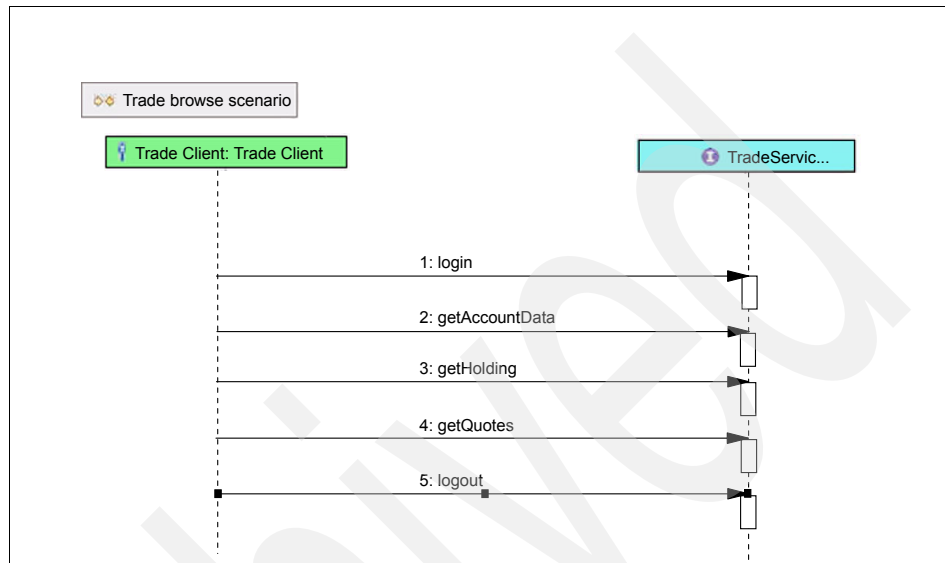 Trade browse scenario
Trade Client: Trade Client
TradeServic...
1: login
2: getAccountData
3: getHolding
4: getQuotes
5: logout